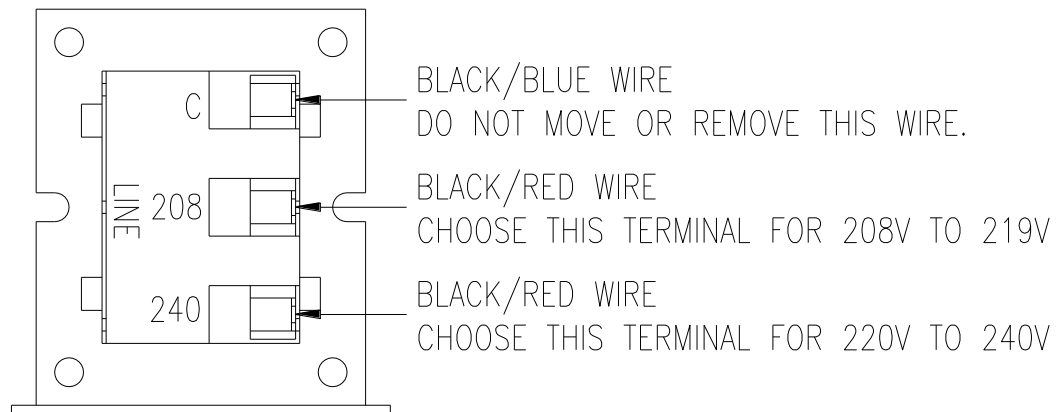 C
BLACK/BLUE WIRE
DO NOT MOVE OR REMOVE THIS WIRE.
LINE
208
BLACK/RED WIRE
CHOOSE THIS TERMINAL FOR 208V TO 219V
240
BLACK/RED WIRE
CHOOSE THIS TERMINAL FOR 220V TO 240V